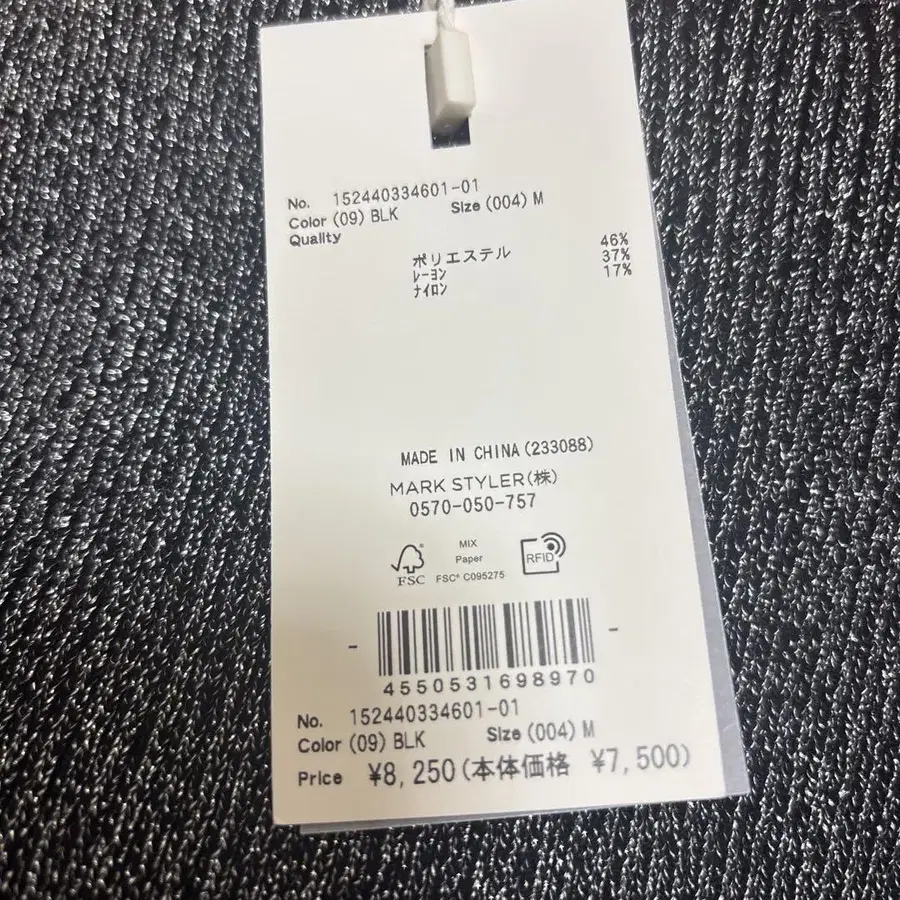 No. 152440334601-01
Color (09) BLK Size (004) M
Quality
ポリエステル 46%
レーヨン 37%
ナイロン 17%
MADE IN CHINA (233088)
MARK STYLER(株)
0570-050-757
MIX
Paper
FSC FSC® C095275
RFID
4550531698970
No. 152440334601-01
Color (09) BLK Size (004) M
Price ¥8,250(本体価格 ¥7,500)